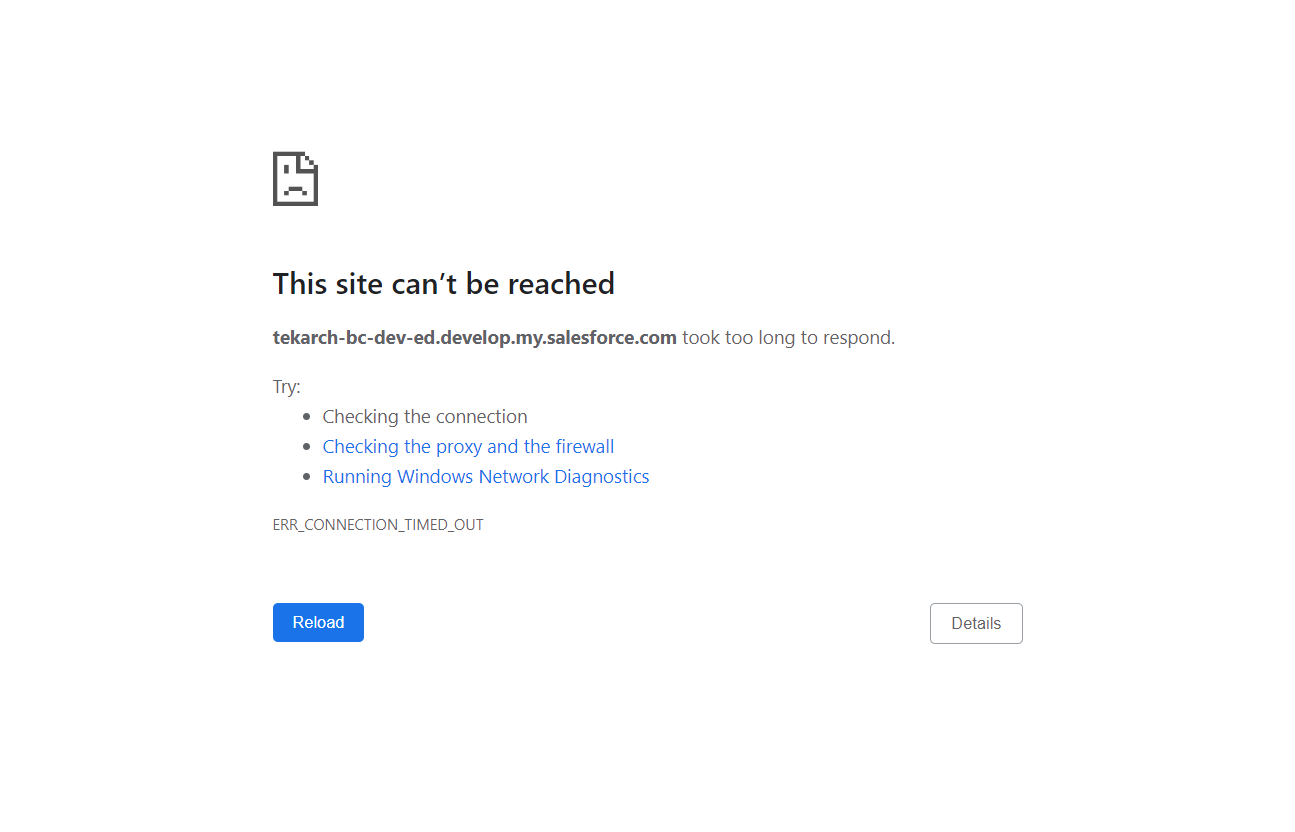 This site can’t be reached
tekarch-bc-dev-ed.develop.my.salesforce.com took too long to respond.
Try:
• Checking the connection
• Checking the proxy and the firewall
• Running Windows Network Diagnostics
ERR_CONNECTION_TIMED_OUT
Reload
Details